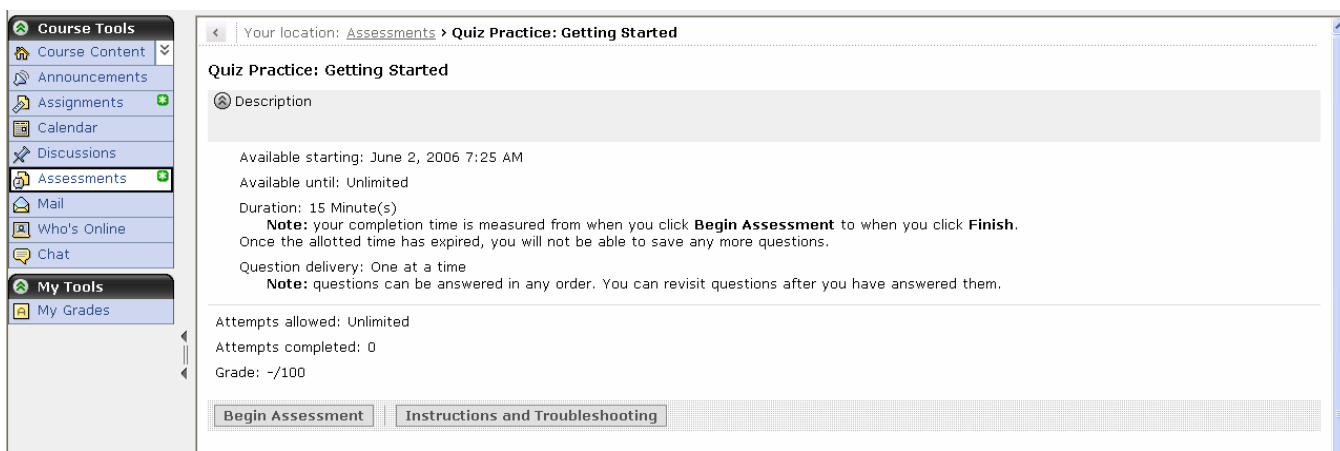 Course Tools
Course Content
Announcements
Assignments
Calendar
Discussions
Assessments
Mail
Who's Online
Chat
My Tools
My Grades
Your location: Assessments › Quiz Practice: Getting Started
Quiz Practice: Getting Started
Description
Available starting: June 2, 2006 7:25 AM
Available until: Unlimited
Duration: 15 Minute(s)
Note: your completion time is measured from when you click Begin Assessment to when you click Finish.
Once the allotted time has expired, you will not be able to save any more questions.
Question delivery: One at a time
Note: questions can be answered in any order. You can revisit questions after you have answered them.
Attempts allowed: Unlimited
Attempts completed: 0
Grade: -/100
Begin Assessment
Instructions and Troubleshooting